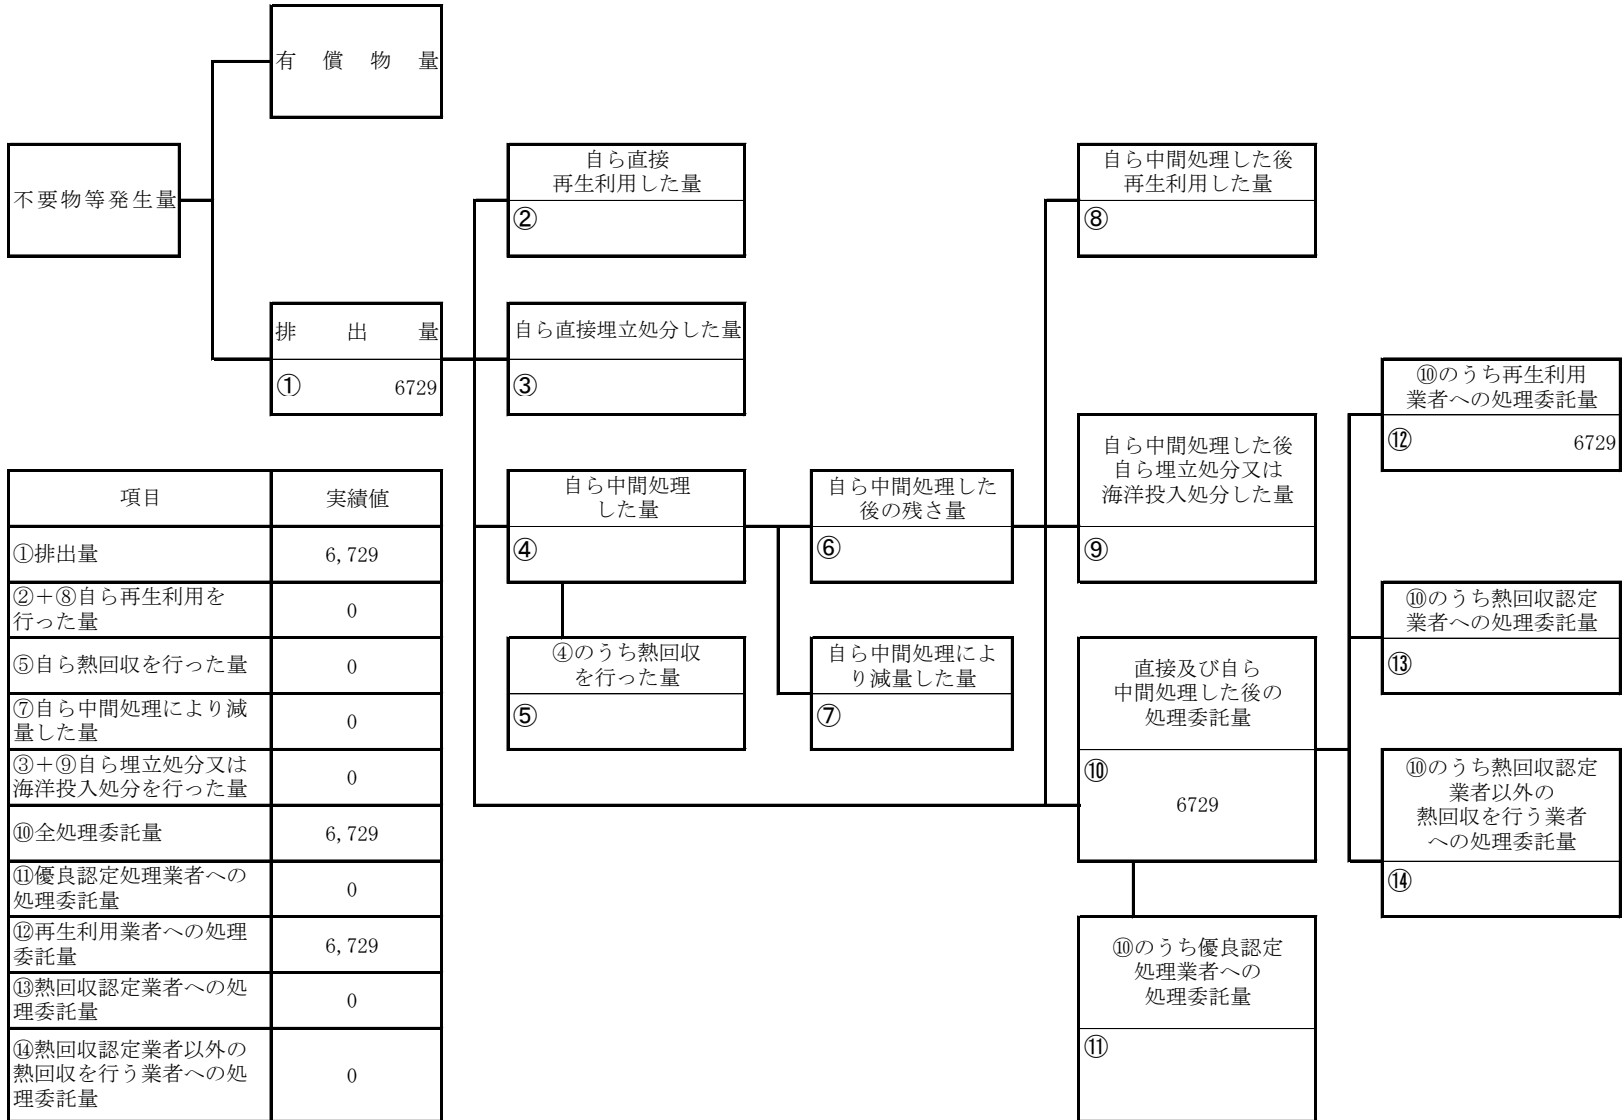 有償物量
不要物等発生量
自ら直接
再生利用した量
②
自ら中間処理した後
再生利用した量
⑧
排出量
① 6729
自ら直接埋立処分した量
③
⑩のうち再生利用
業者への処理委託量
⑫ 6729
自ら中間処理
した量
④
自ら中間処理した
後の残さ量
⑥
自ら中間処理した後
自ら埋立処分又は
海洋投入処分した量
⑨
④のうち熱回収
を行った量
⑤
自ら中間処理によ
り減量した量
⑦
直接及び自ら
中間処理した後の
処理委託量
⑩
6729
⑩のうち熱回収認定
業者への処理委託量
⑬
⑩のうち熱回収認定
業者以外の
熱回収を行う業者
への処理委託量
⑭
⑩のうち優良認定
処理業者への
処理委託量
⑪
項目 実績値
①排出量 6,729
②+⑧自ら再生利用を
行った量 0
⑤自ら熱回収を行った量 0
⑦自ら中間処理により減
量した量 0
③+⑨自ら埋立処分又は
海洋投入処分を行った量 0
⑩全処理委託量 6,729
⑪優良認定処理業者への
処理委託量 0
⑫再生利用業者への処理
委託量 6,729
⑬熱回収認定業者への処
理委託量 0
⑭熱回収認定業者以外の
熱回収を行う業者への処
理委託量 0